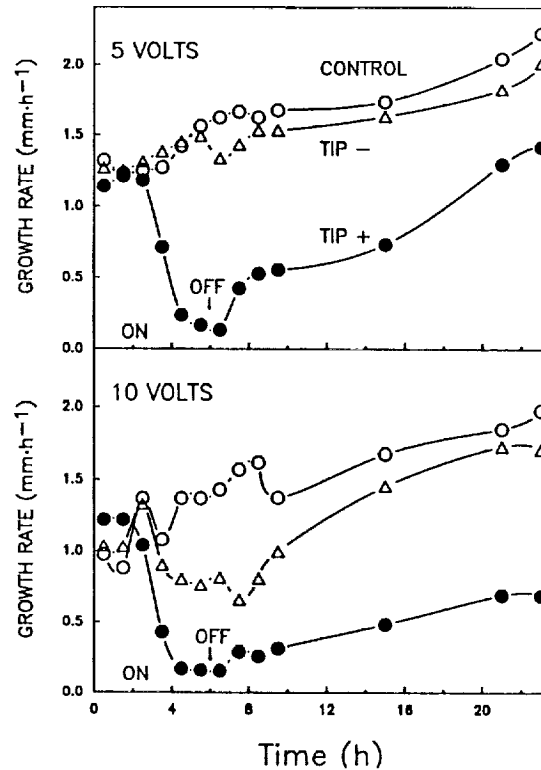 5 VOLTS
CONTROL
TIP −
TIP +
OFF
ON
GROWTH RATE (mm·h−1)
2.0
1.5
1.0
0.5
0.0
10 VOLTS
OFF
ON
GROWTH RATE (mm·h−1)
2.0
1.5
1.0
0.5
0.0
0 4 8 12 16 20
Time (h)